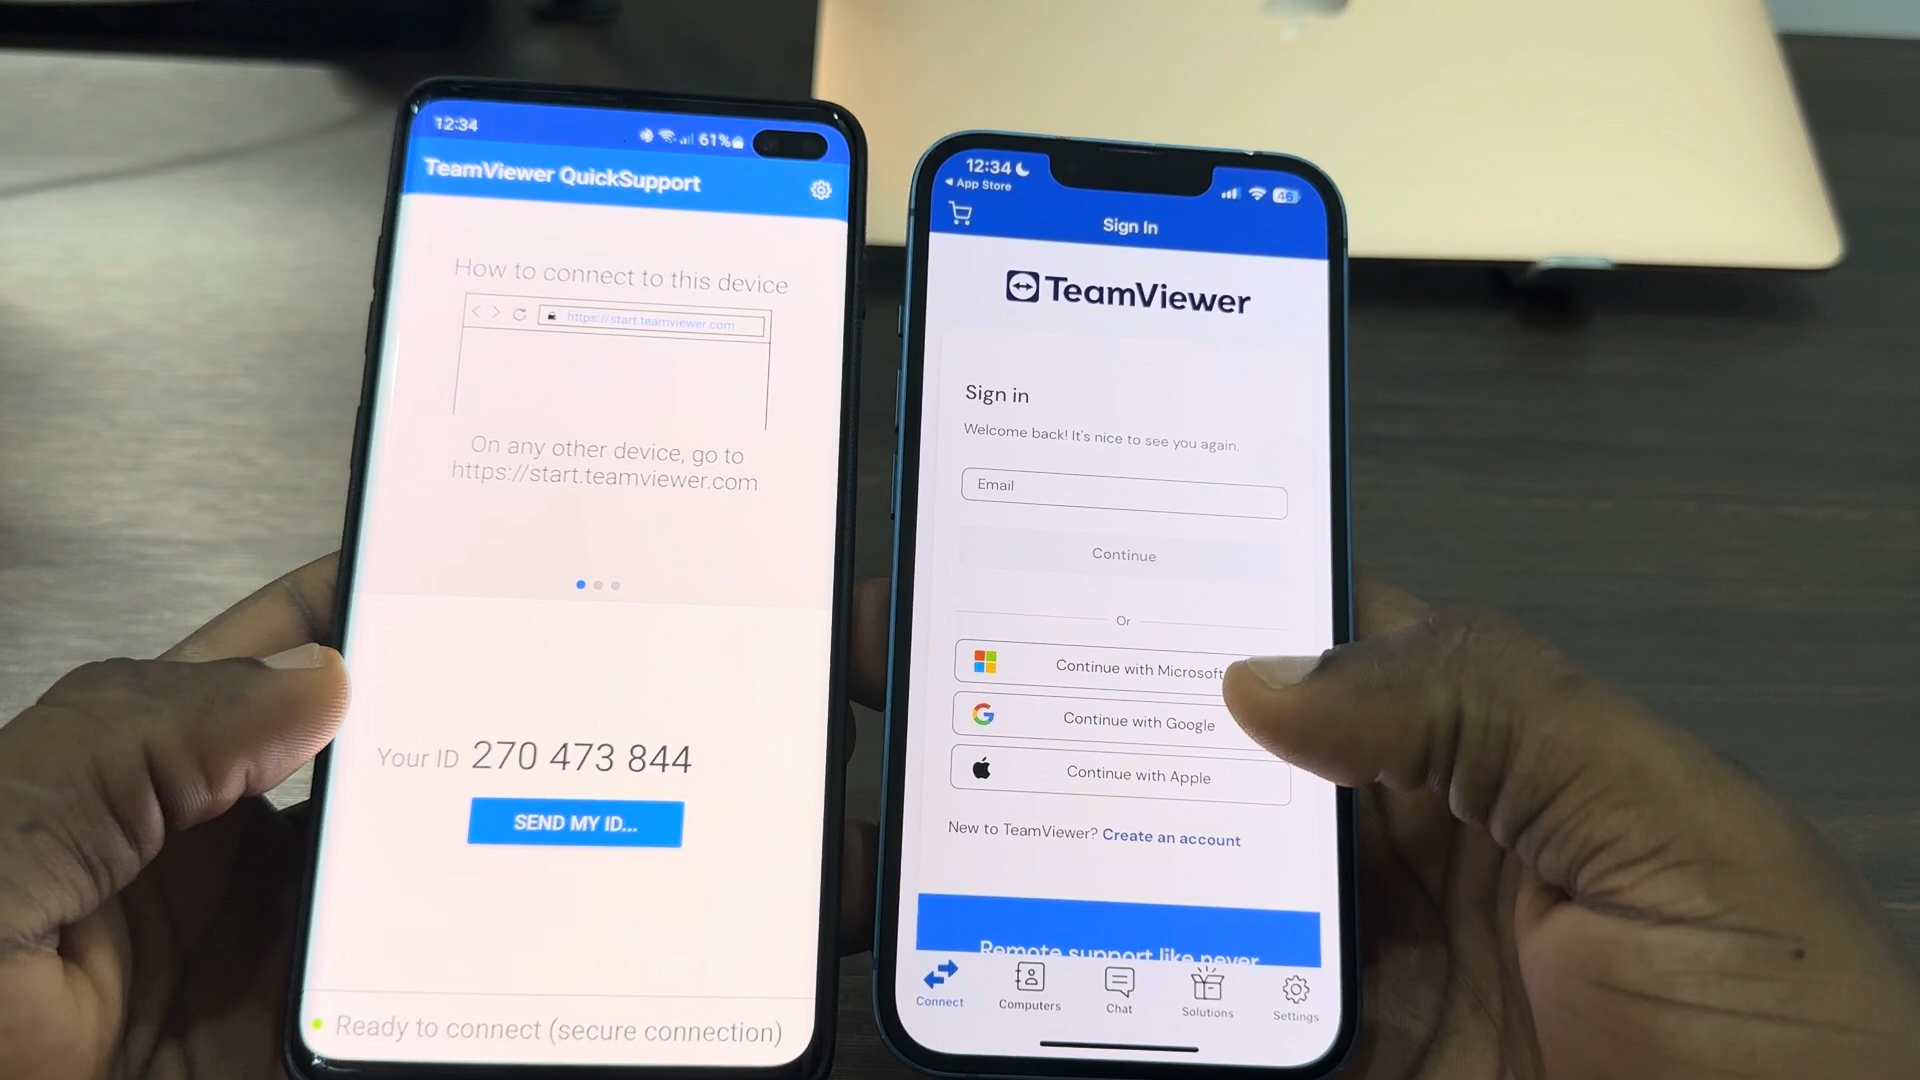 12:34
61%
TeamViewer QuickSupport
How to connect to this device
https://start.teamviewer.com
On any other device, go to
https://start.teamviewer.com
Your ID 270 473 844
SEND MY ID...
Ready to connect (secure connection)
12:34
App Store
46
Sign In
TeamViewer
Sign in
Welcome back! It's nice to see you again.
Email
Continue
Or
Continue with Microsoft
Continue with Google
Continue with Apple
New to TeamViewer? Create an account
Remote support like never
Connect
Computers
Chat
Solutions
Settings